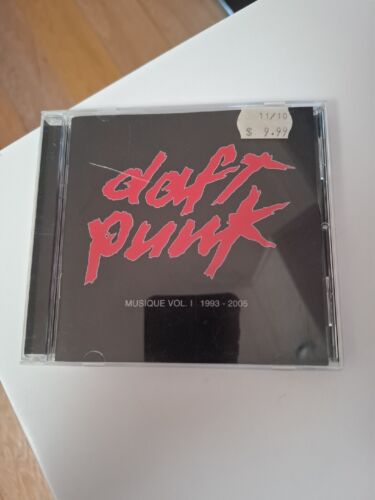 11/10
$ 9.99
daft
punk
MUSIQUE VOL. I 1993 - 2005